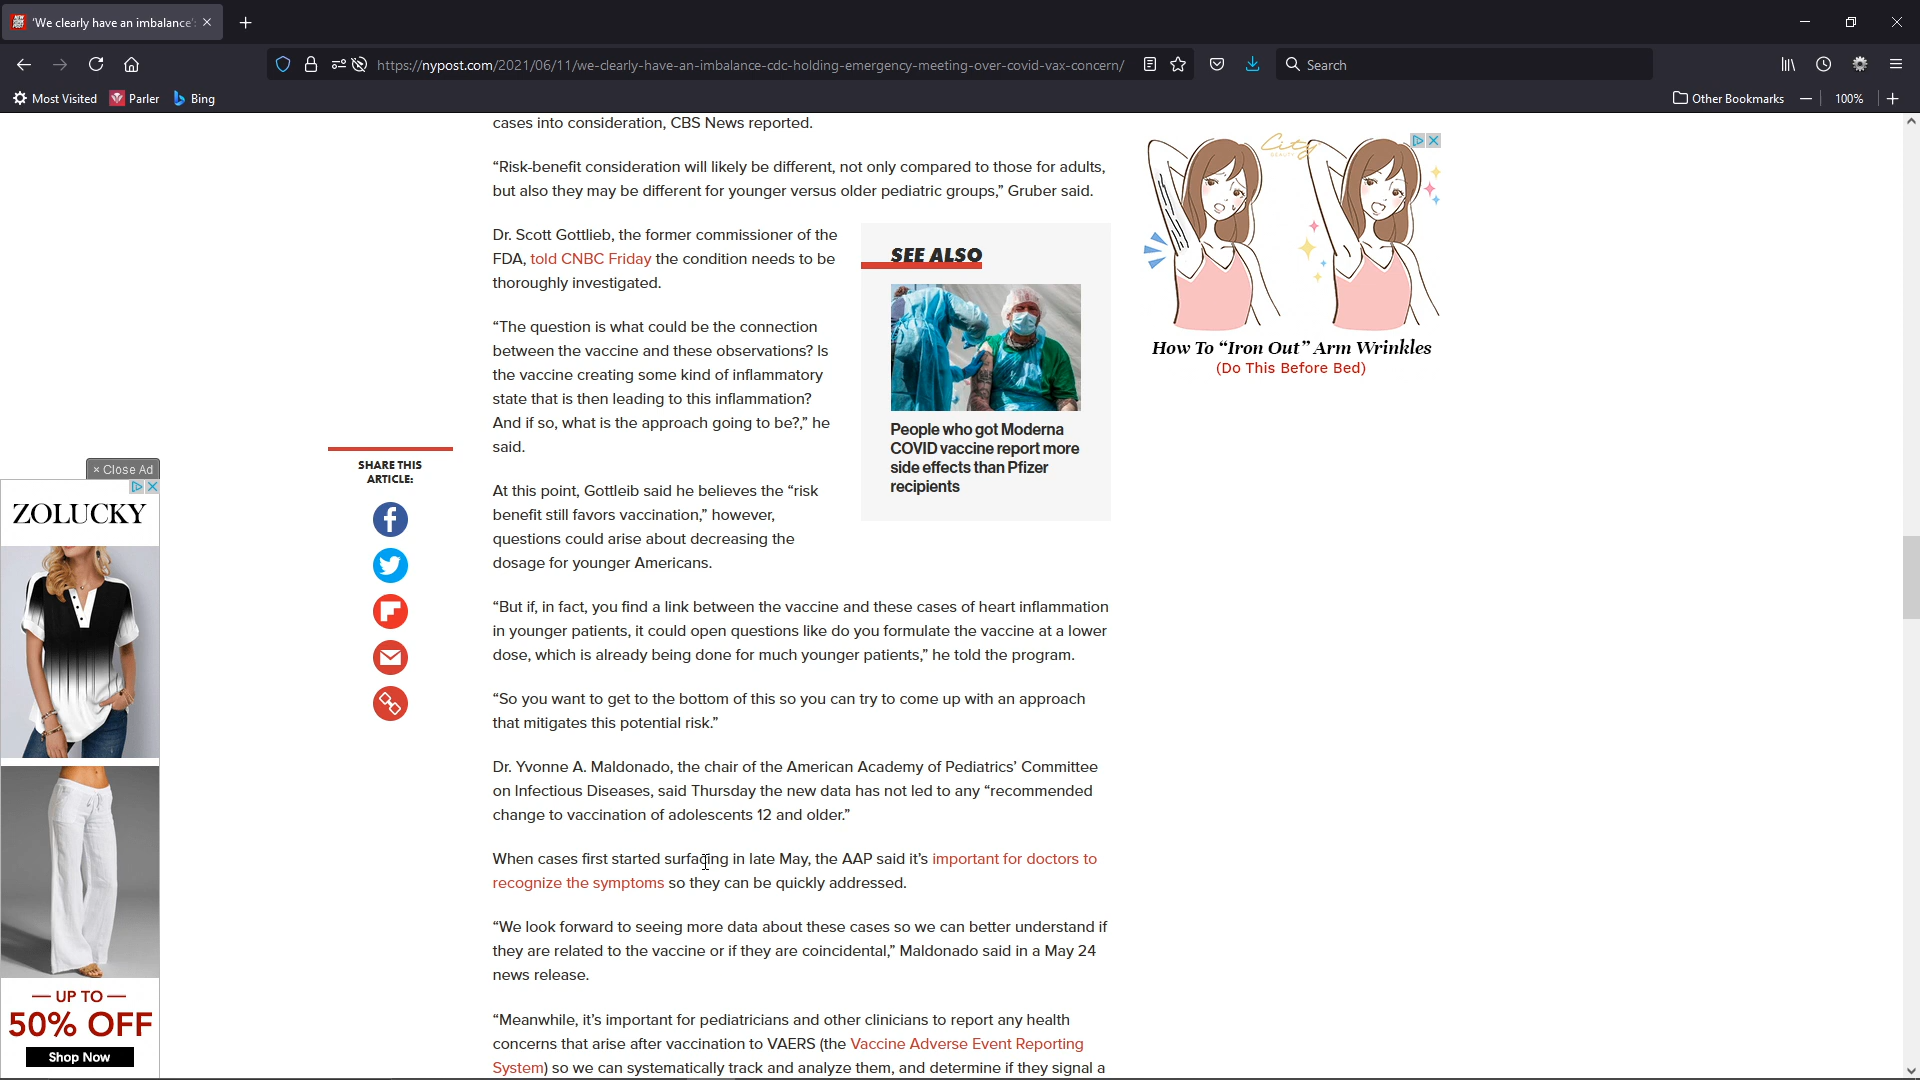 'We clearly have an imbalance':
https://nypost.com/2021/06/11/we-clearly-have-an-imbalance-cdc-holding-emergency-meeting-over-covid-vax-concern/
Search
Most Visited
Parler
Bing
Other Bookmarks
100%
cases into consideration, CBS News reported.
“Risk-benefit consideration will likely be different, not only compared to those for adults,
but also they may be different for younger versus older pediatric groups,” Gruber said.
Dr. Scott Gottlieb, the former commissioner of the
FDA, told CNBC Friday the condition needs to be
thoroughly investigated.
“The question is what could be the connection
between the vaccine and these observations? Is
the vaccine creating some kind of inflammatory
state that is then leading to this inflammation?
And if so, what is the approach going to be?,” he
said.
At this point, Gottleib said he believes the “risk
benefit still favors vaccination,” however,
questions could arise about decreasing the
dosage for younger Americans.
SEE ALSO
People who got Moderna
COVID vaccine report more
side effects than Pfizer
recipients
“But if, in fact, you find a link between the vaccine and these cases of heart inflammation
in younger patients, it could open questions like do you formulate the vaccine at a lower
dose, which is already being done for much younger patients,” he told the program.
“So you want to get to the bottom of this so you can try to come up with an approach
that mitigates this potential risk.”
Dr. Yvonne A. Maldonado, the chair of the American Academy of Pediatrics’ Committee
on Infectious Diseases, said Thursday the new data has not led to any “recommended
change to vaccination of adolescents 12 and older.”
When cases first started surfacing in late May, the AAP said it’s important for doctors to
recognize the symptoms so they can be quickly addressed.
“We look forward to seeing more data about these cases so we can better understand if
they are related to the vaccine or if they are coincidental,” Maldonado said in a May 24
news release.
“Meanwhile, it’s important for pediatricians and other clinicians to report any health
concerns that arise after vaccination to VAERS (the Vaccine Adverse Event Reporting
System) so we can systematically track and analyze them, and determine if they signal a
SHARE THIS
ARTICLE:
× Close Ad
ZOLUCKY
UP TO
50% OFF
Shop Now
City
BEAUTY
How To “Iron Out” Arm Wrinkles
(Do This Before Bed)